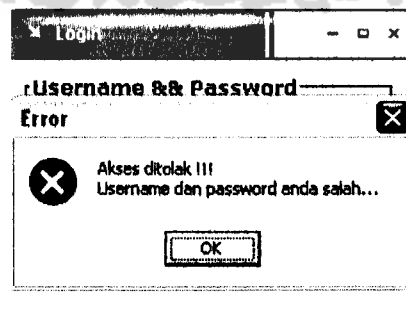 Login
Username && Password
Error
Akses ditolak !!!
Username dan password anda salah...
OK